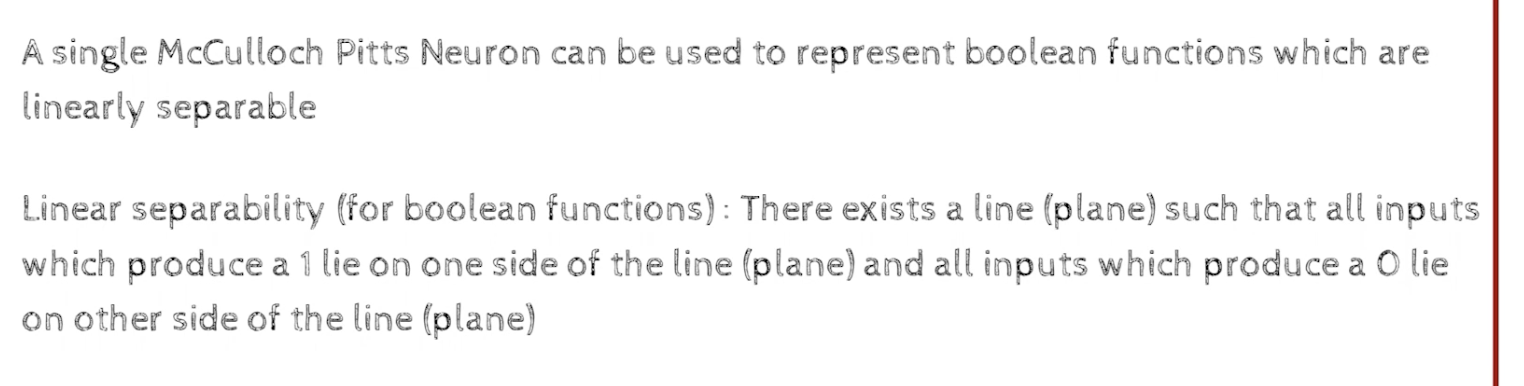 A single McCulloch Pitts Neuron can be used to represent boolean functions which are
linearly separable
Linear separability (for boolean functions) : There exists a line (plane) such that all inputs
which produce a 1 lie on one side of the line (plane) and all inputs which produce a 0 lie
on other side of the line (plane)